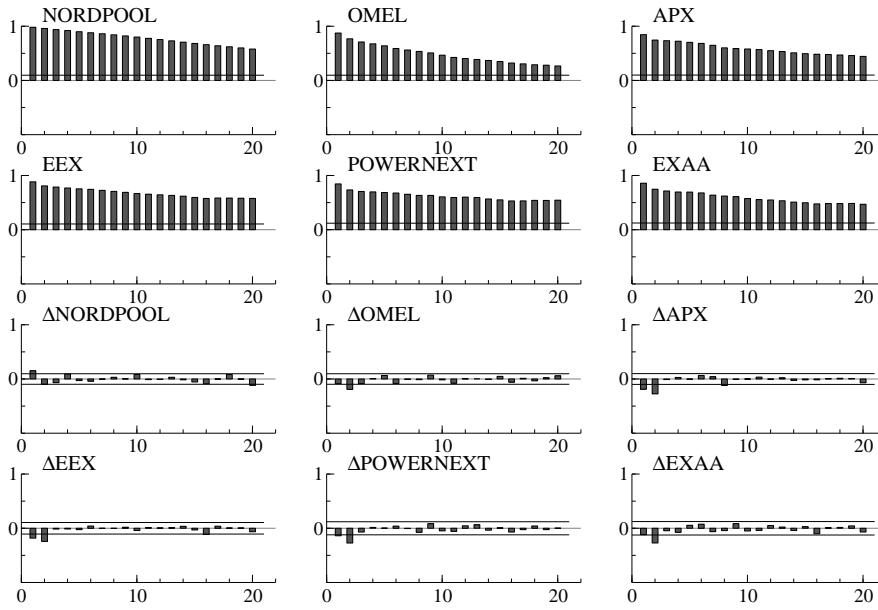 NORDPOOL OMEL APX
1 1 1
0 0 0
0 10 20 0 10 20 0 10 20
EEX POWERNEXT EXAA
1 1 1
0 0 0
0 10 20 0 10 20 0 10 20
ΔNORDPOOL ΔOMEL ΔAPX
1 1 1
0 0 0
0 10 20 0 10 20 0 10 20
ΔEEX ΔPOWERNEXT ΔEXAA
1 1 1
0 0 0
0 10 20 0 10 20 0 10 20